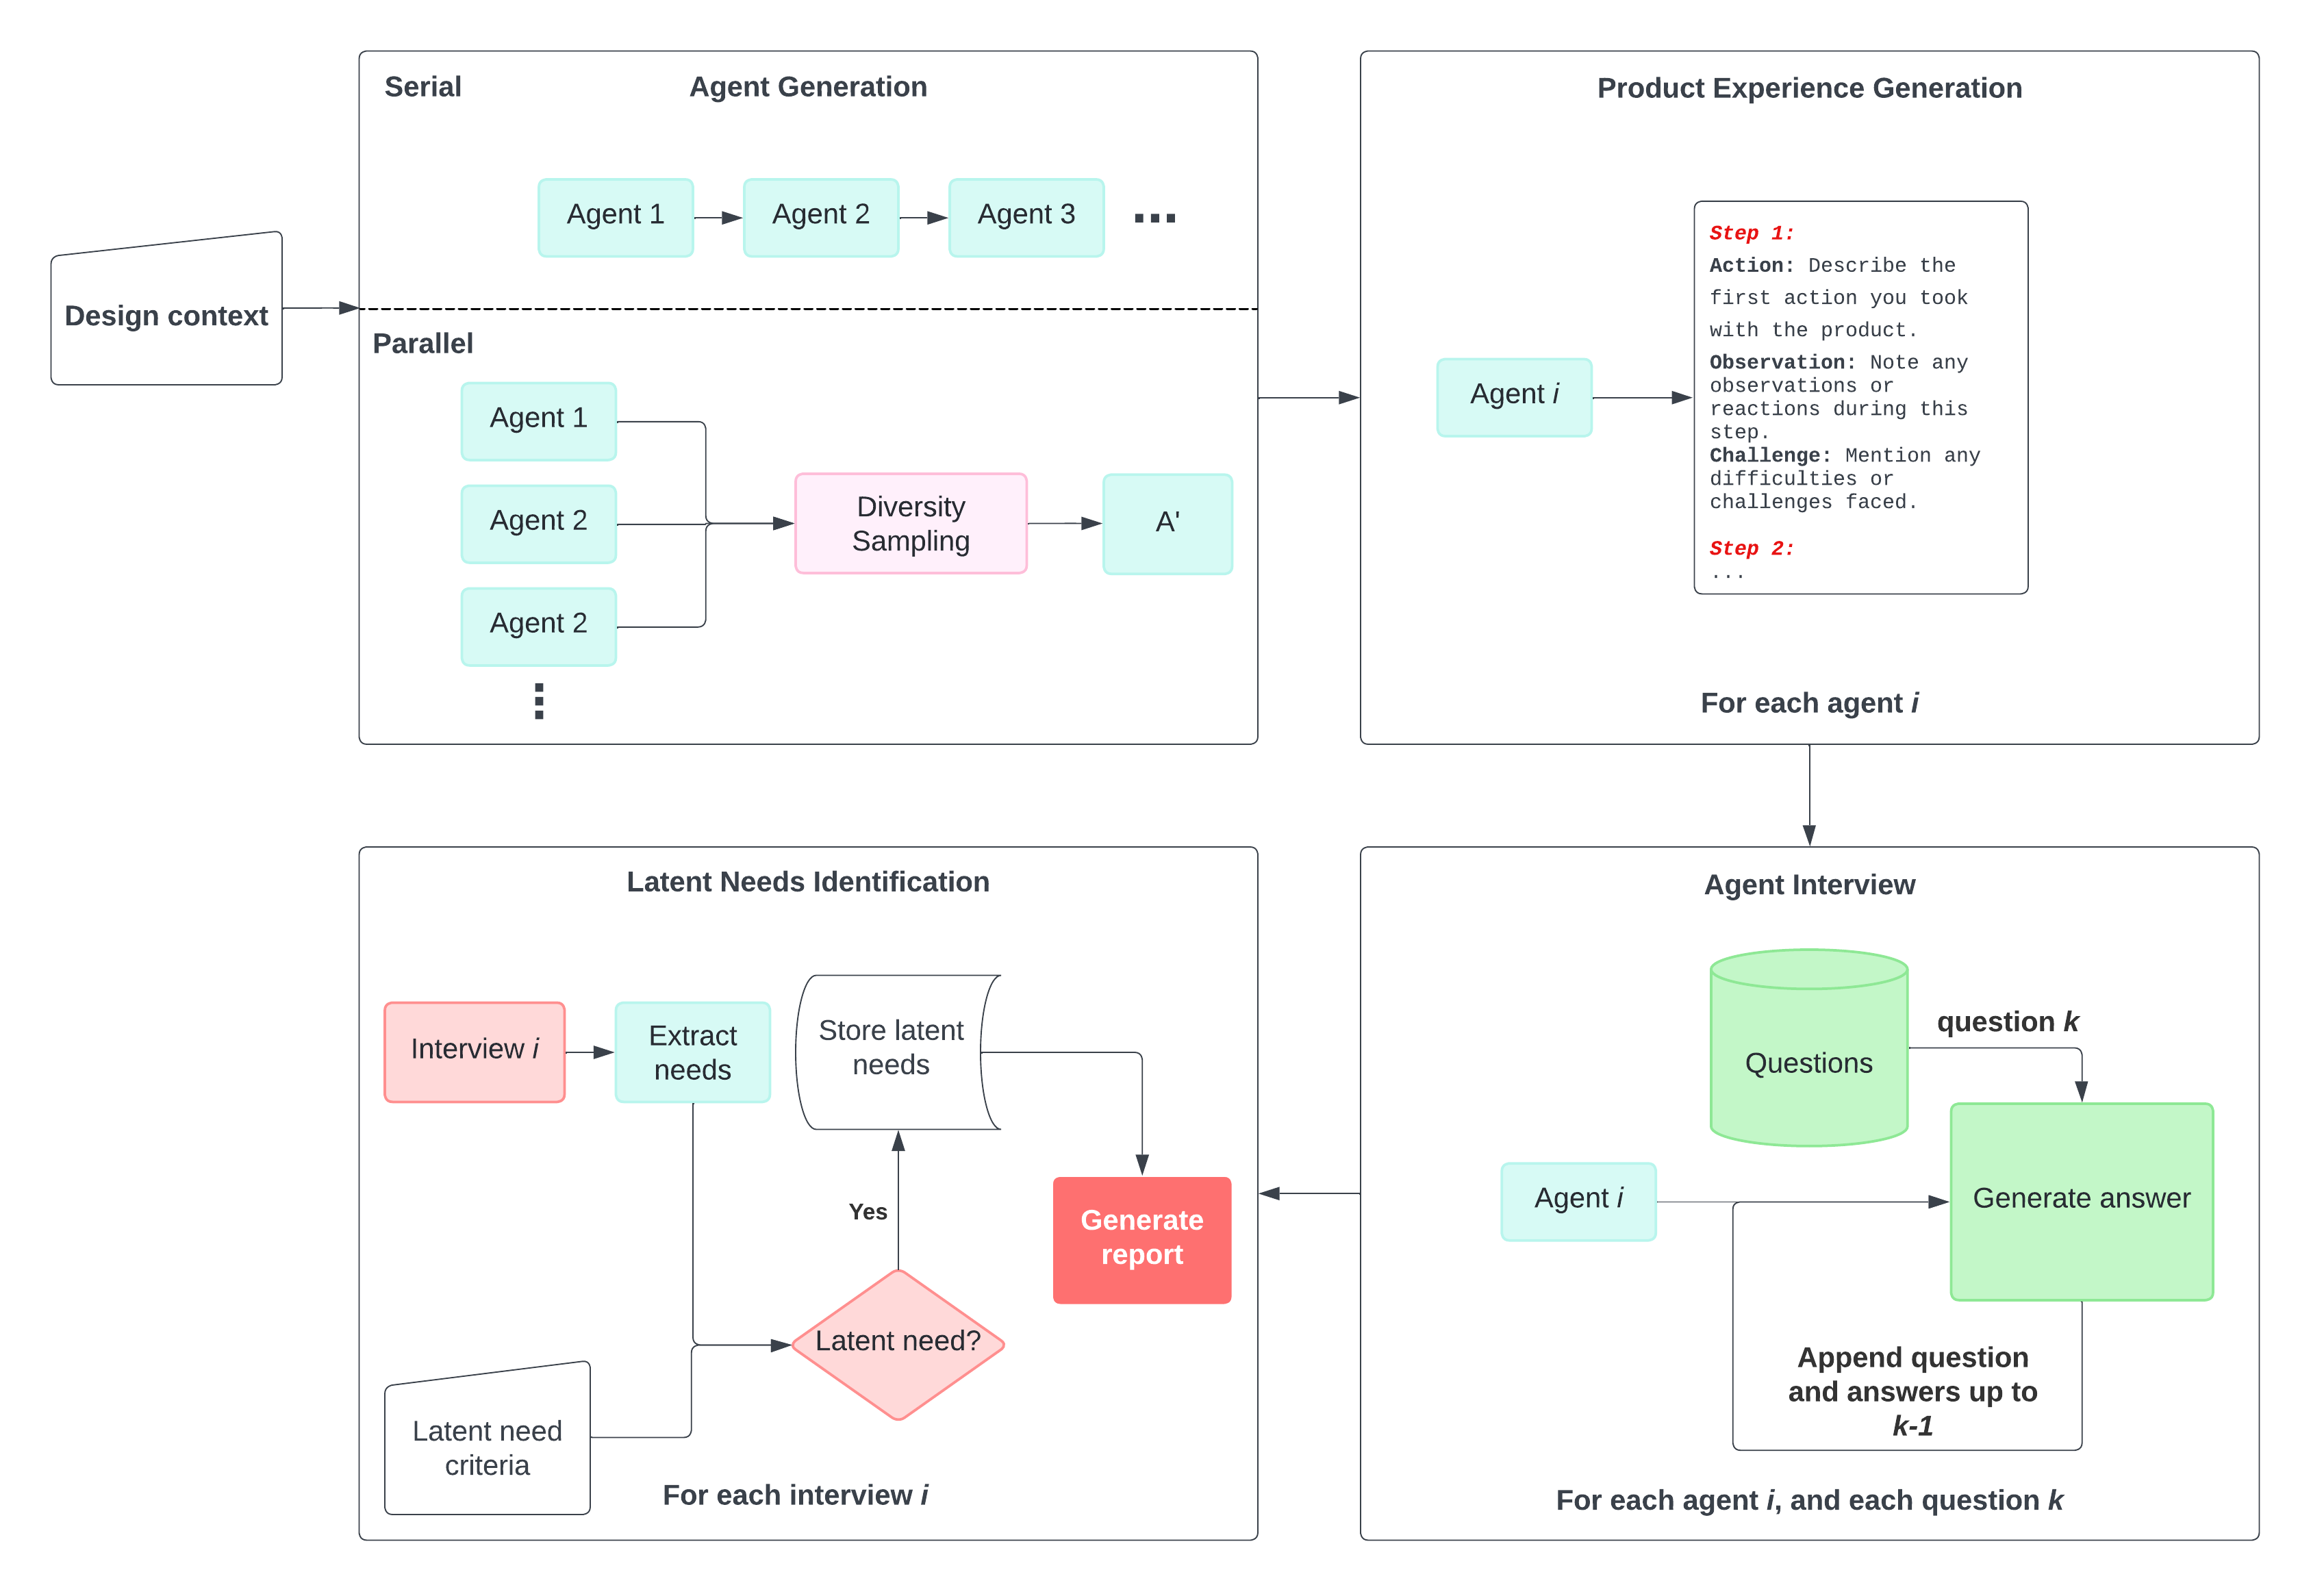 Design context
Serial
Agent Generation
Agent 1
Agent 2
Agent 3
...
Parallel
Agent 1
Agent 2
Agent 2
Diversity
Sampling
A'
Product Experience Generation
Agent i
Step 1:
Action: Describe the
first action you took
with the product.
Observation: Note any
observations or
reactions during this
step.
Challenge: Mention any
difficulties or
challenges faced.
Step 2:
...
For each agent i
Agent Interview
Questions
question k
Agent i
Generate answer
Append question
and answers up to
k-1
For each agent i, and each question k
Latent Needs Identification
Interview i
Extract
needs
Store latent
needs
Yes
Generate
report
Latent need?
Latent need
criteria
For each interview i